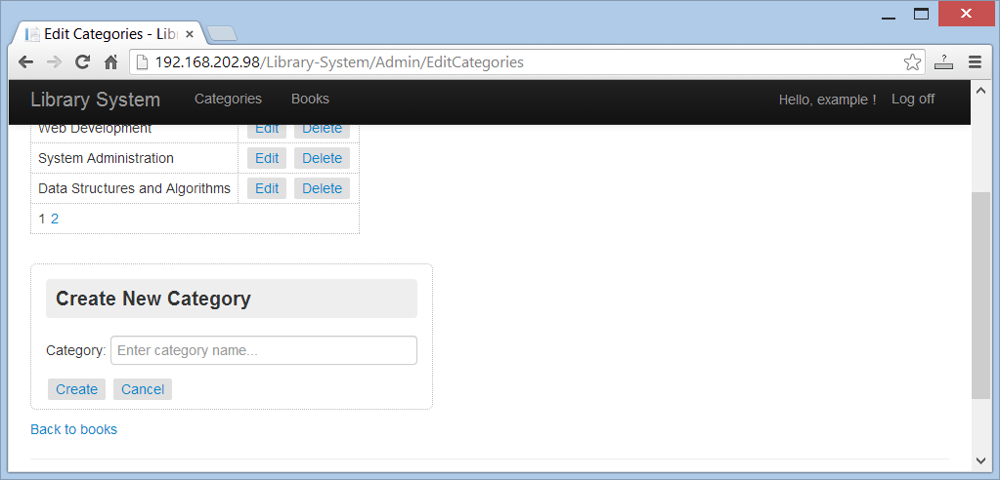 Edit Categories - Lib
192.168.202.98/Library-System/Admin/EditCategories
Library System Categories Books Hello, example ! Log off
Web Development Edit Delete
System Administration Edit Delete
Data Structures and Algorithms Edit Delete
1 2
Create New Category
Category: Enter category name...
Create Cancel
Back to books